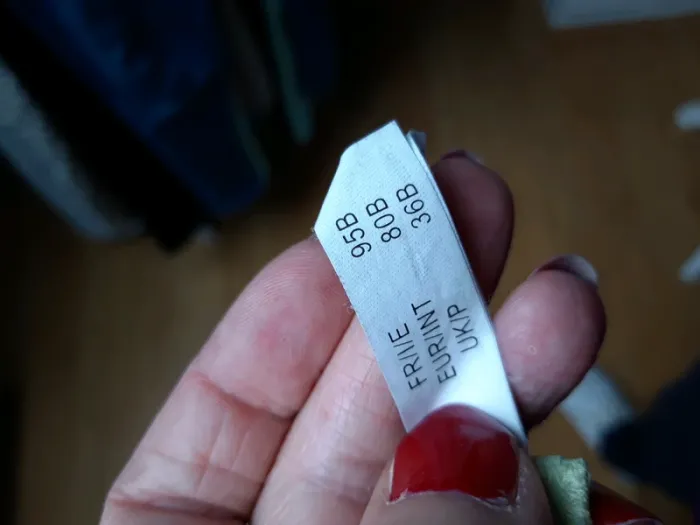 FR/I/E 95B
EUR/INT 80B
UK/P 36B